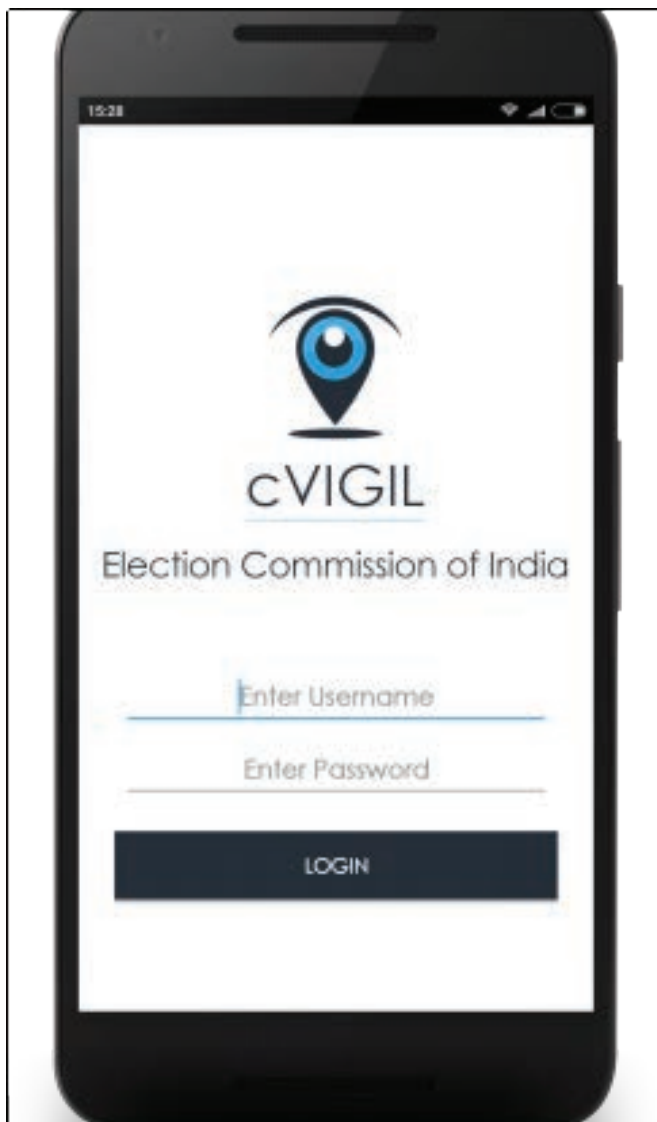 15:28
cVIGIL
Election Commission of India
Enter Username
Enter Password
LOGIN